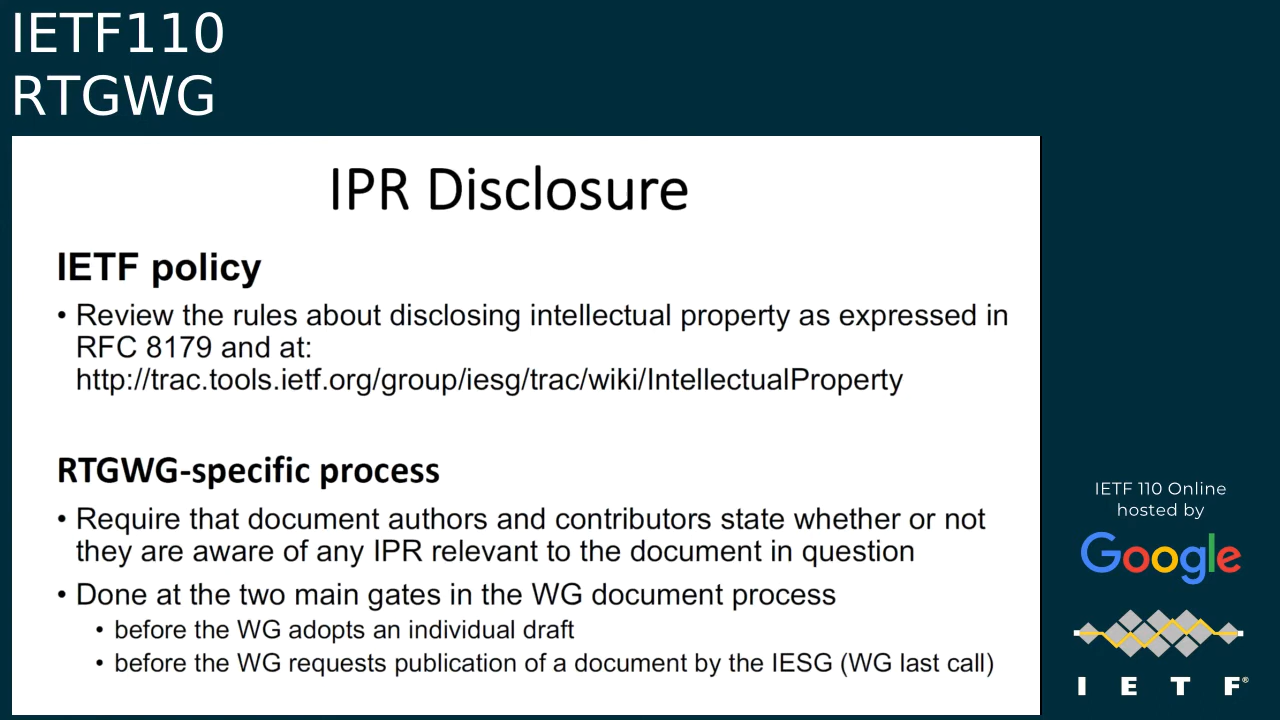 IETF110
RTGWG
IPR Disclosure
IETF policy
• Review the rules about disclosing intellectual property as expressed in
RFC 8179 and at:
http://trac.tools.ietf.org/group/iesg/trac/wiki/IntellectualProperty
RTGWG-specific process
• Require that document authors and contributors state whether or not
they are aware of any IPR relevant to the document in question
• Done at the two main gates in the WG document process
• before the WG adopts an individual draft
• before the WG requests publication of a document by the IESG (WG last call)
IETF 110 Online
hosted by
Google
I E T F®